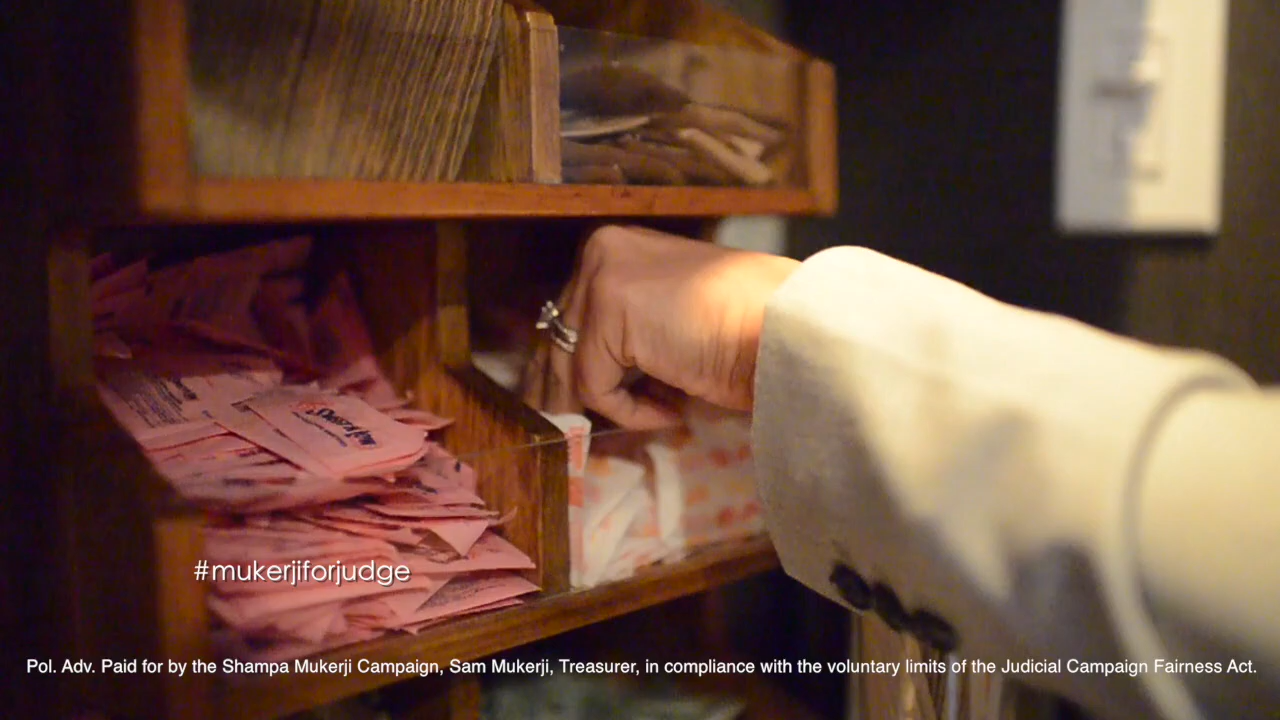 #mukerjiforjudge
Pol. Adv. Paid for by the Shampa Mukerji Campaign, Sam Mukerji, Treasurer, in compliance with the voluntary limits of the Judicial Campaign Fairness Act.